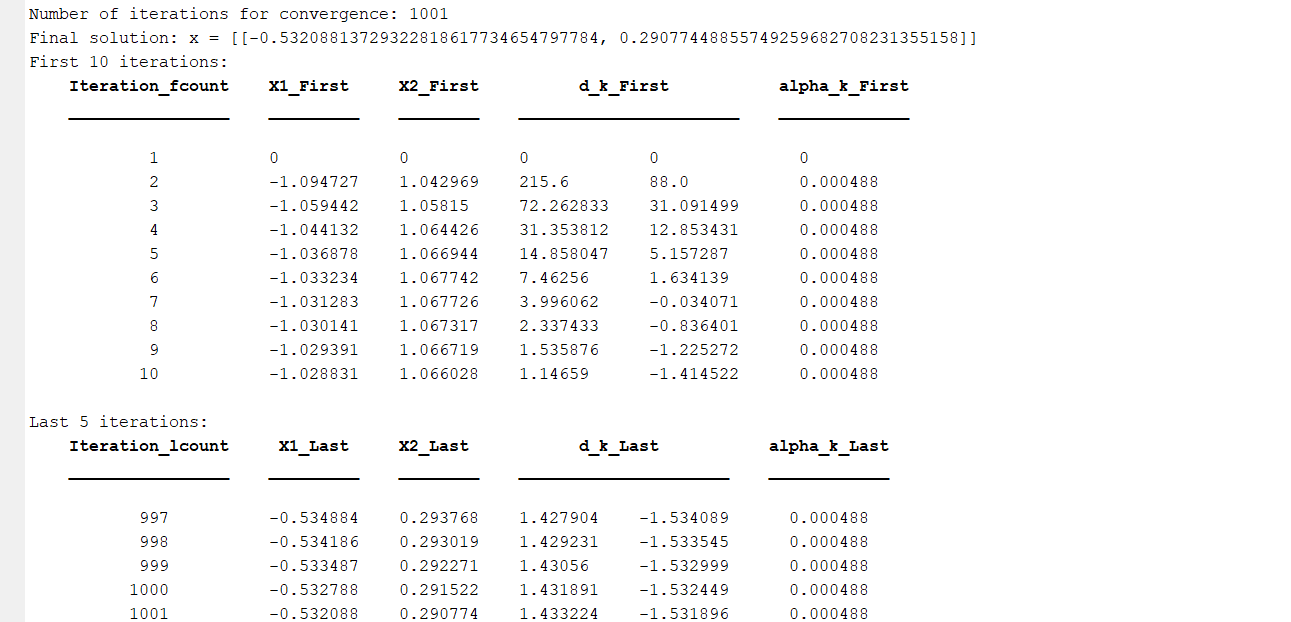 Number of iterations for convergence: 1001
Final solution: x = [[-0.53208813729322818617734654797784, 0.29077448855749259682708231355158]]
First 10 iterations:
Iteration_fcount X1_First X2_First d_k_First alpha_k_First
1 0 0 0 0 0
2 -1.094727 1.042969 215.6 88.0 0.000488
3 -1.059442 1.05815 72.262833 31.091499 0.000488
4 -1.044132 1.064426 31.353812 12.853431 0.000488
5 -1.036878 1.066944 14.858047 5.157287 0.000488
6 -1.033234 1.067742 7.46256 1.634139 0.000488
7 -1.031283 1.067726 3.996062 -0.034071 0.000488
8 -1.030141 1.067317 2.337433 -0.836401 0.000488
9 -1.029391 1.066719 1.535876 -1.225272 0.000488
10 -1.028831 1.066028 1.14659 -1.414522 0.000488
Last 5 iterations:
Iteration_lcount X1_Last X2_Last d_k_Last alpha_k_Last
997 -0.534884 0.293768 1.427904 -1.534089 0.000488
998 -0.534186 0.293019 1.429231 -1.533545 0.000488
999 -0.533487 0.292271 1.43056 -1.532999 0.000488
1000 -0.532788 0.291522 1.431891 -1.532449 0.000488
1001 -0.532088 0.290774 1.433224 -1.531896 0.000488